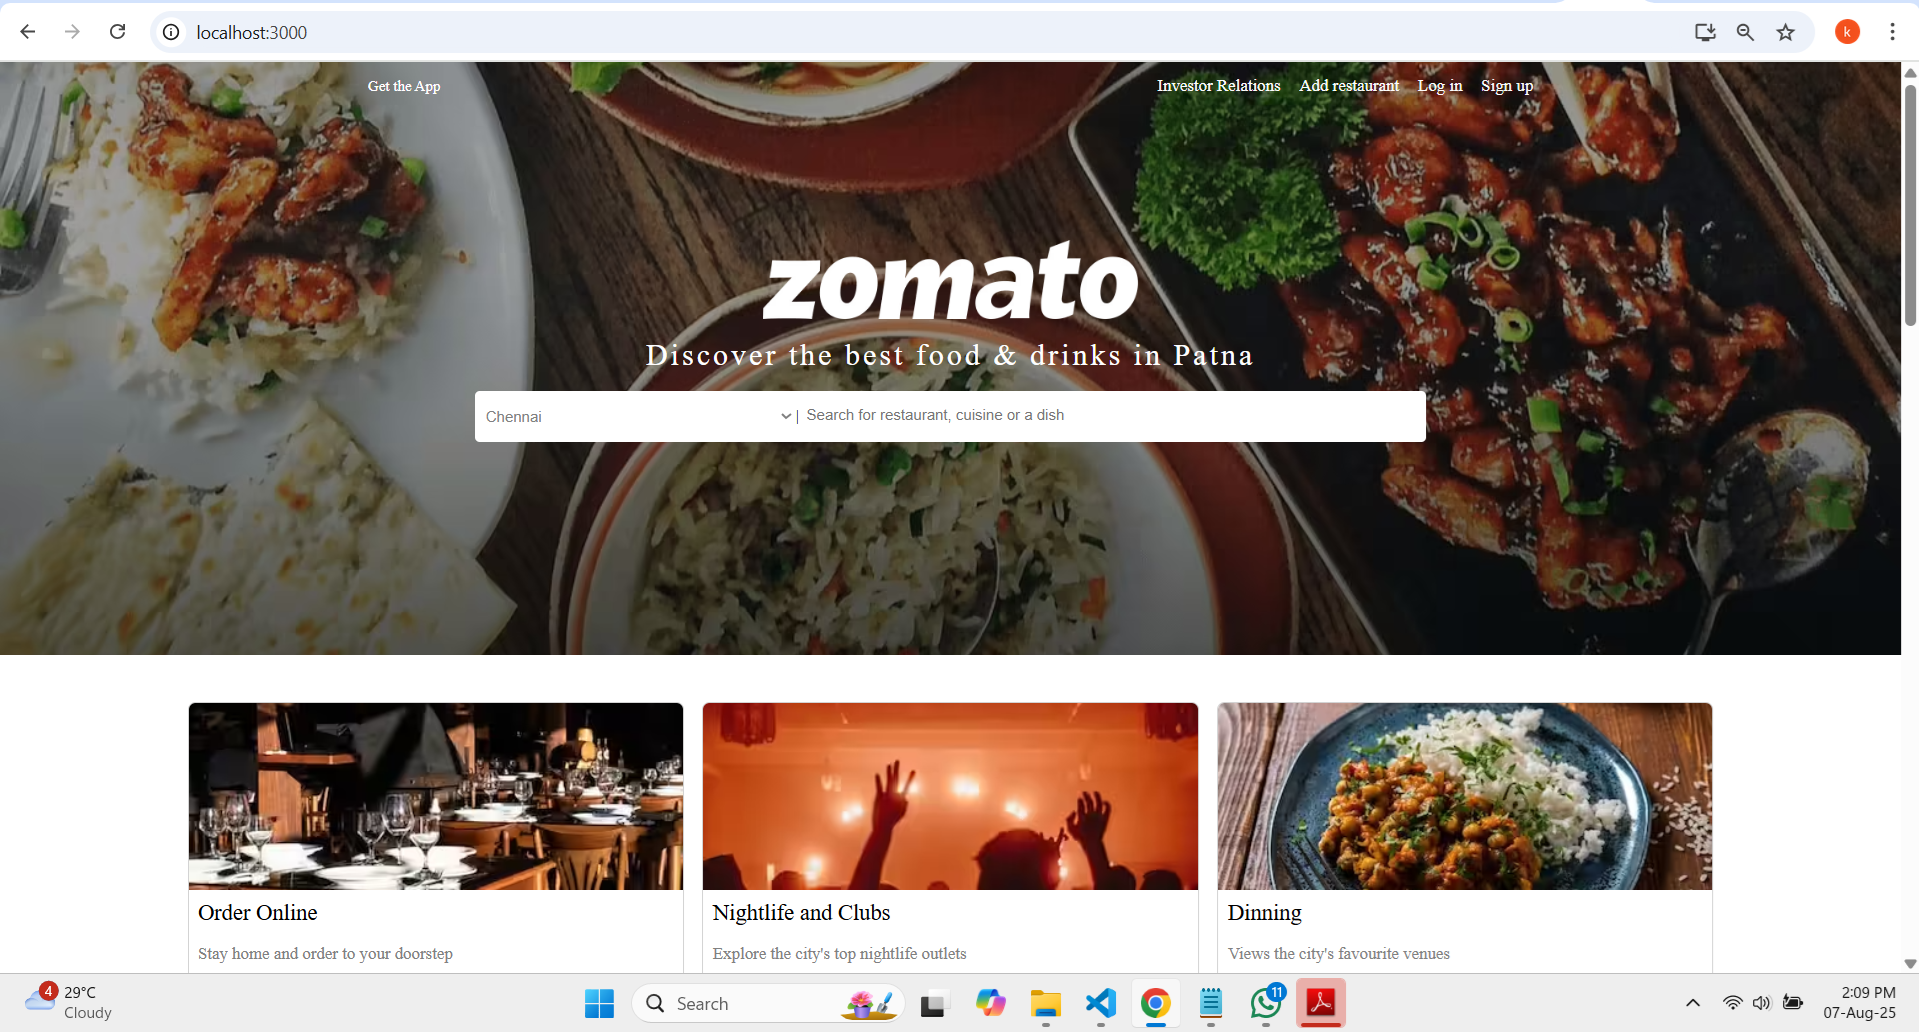 localhost:3000
k
Get the App
Investor Relations Add restaurant Log in Sign up
zomato
Discover the best food & drinks in Patna
Chennai | Search for restaurant, cuisine or a dish
Order Online
Stay home and order to your doorstep
Nightlife and Clubs
Explore the city's top nightlife outlets
Dinning
Views the city's favourite venues
4
29°C
Cloudy
Search
11
2:09 PM
07-Aug-25